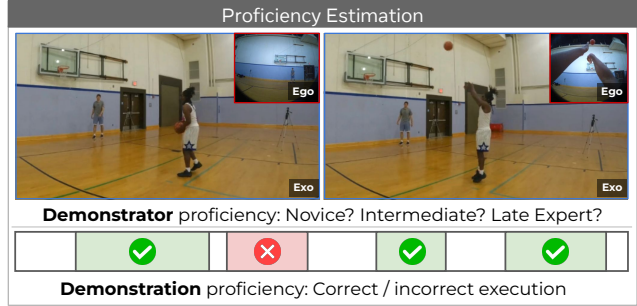 Proficiency Estimation
Ego
Exo
Ego
Exo
Demonstrator proficiency: Novice? Intermediate? Late Expert?
Demonstration proficiency: Correct / incorrect execution